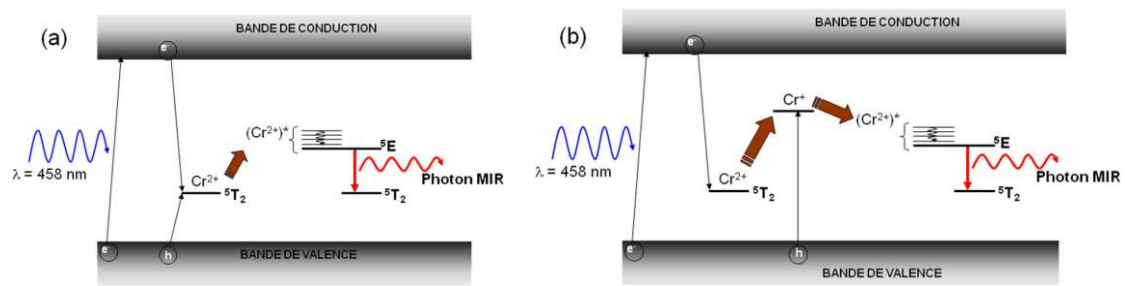 (a)
BANDE DE CONDUCTION
e⁻
λ = 458 nm
(Cr²⁺)*
⁵E
Cr²⁺
⁵T₂
Photon MIR
⁵T₂
e⁻
h
BANDE DE VALENCE
(b)
BANDE DE CONDUCTION
e⁻
λ = 458 nm
Cr⁺
(Cr²⁺)*
⁵E
Cr²⁺
⁵T₂
Photon MIR
⁵T₂
e⁻
h
BANDE DE VALENCE